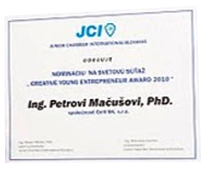 JCI
JUNIOR CHAMBER INTERNATIONAL SLOVAKIA
UDEĽUJE
NOMINÁCIU NA SVETOVÚ SÚŤAŽ
„ CREATIVE YOUNG ENTREPRENEUR AWARD 2010 "
Ing. Petrovi Mačušovi, PhD.
spoločnosť
SK, s.r.o.